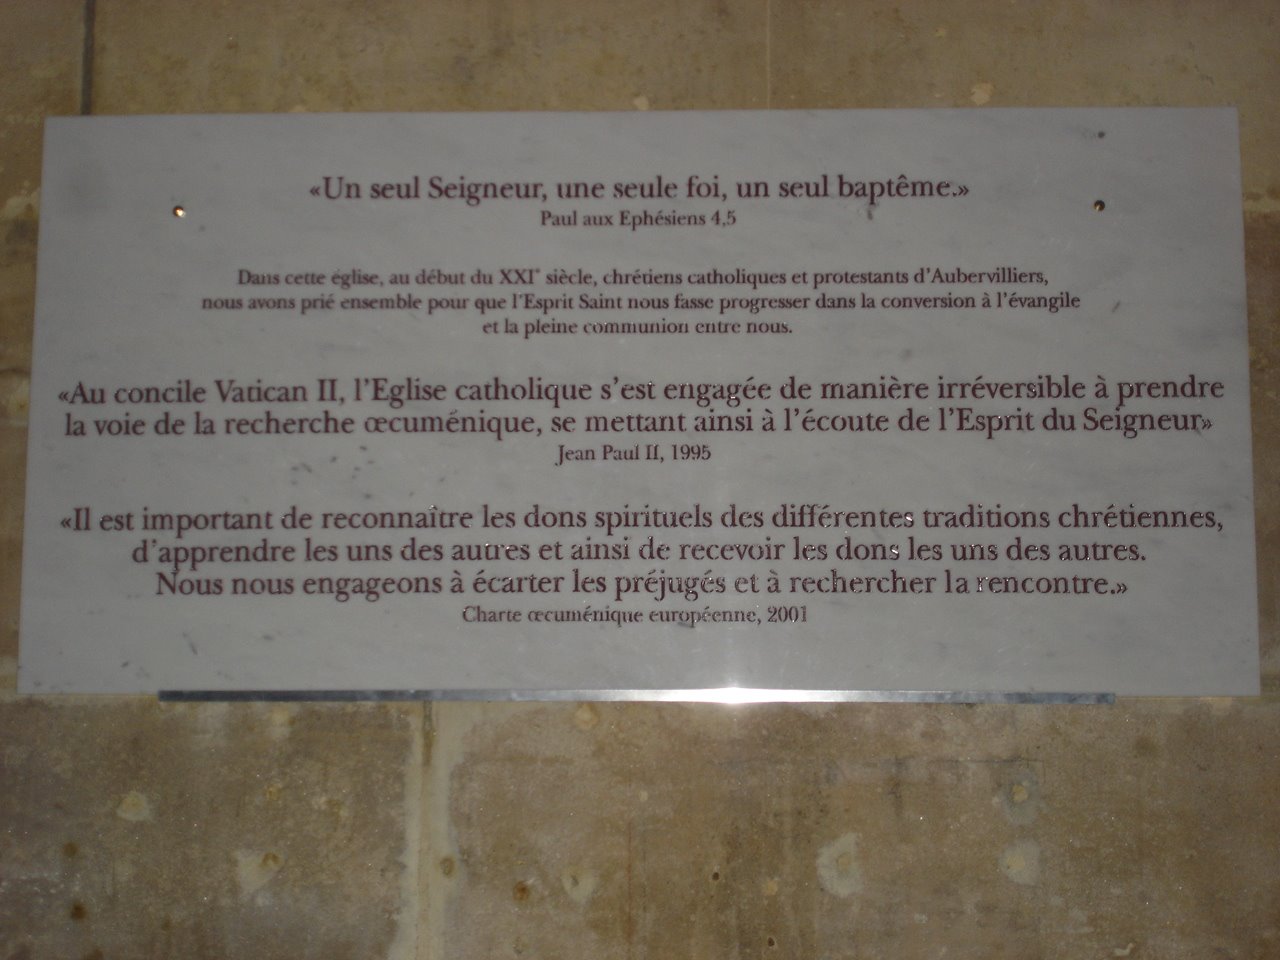 «Un seul Seigneur, une seule foi, un seul baptême.»
Paul aux Ephésiens 4,5
Dans cette église, au début du XXIe siècle, chrétiens catholiques et protestants d'Aubervilliers,
nous avons prié ensemble pour que l'Esprit Saint nous fasse progresser dans la conversion à l'évangile
et la pleine communion entre nous.
«Au concile Vatican II, l'Eglise catholique s'est engagée de manière irréversible à prendre
la voie de la recherche œcuménique, se mettant ainsi à l'écoute de l'Esprit du Seigneur»
Jean Paul II, 1995
«Il est important de reconnaître les dons spirituels des différentes traditions chrétiennes,
d'apprendre les uns des autres et ainsi de recevoir les dons les uns des autres.
Nous nous engageons à écarter les préjugés et à rechercher la rencontre.»
Charte œcuménique européenne, 2001